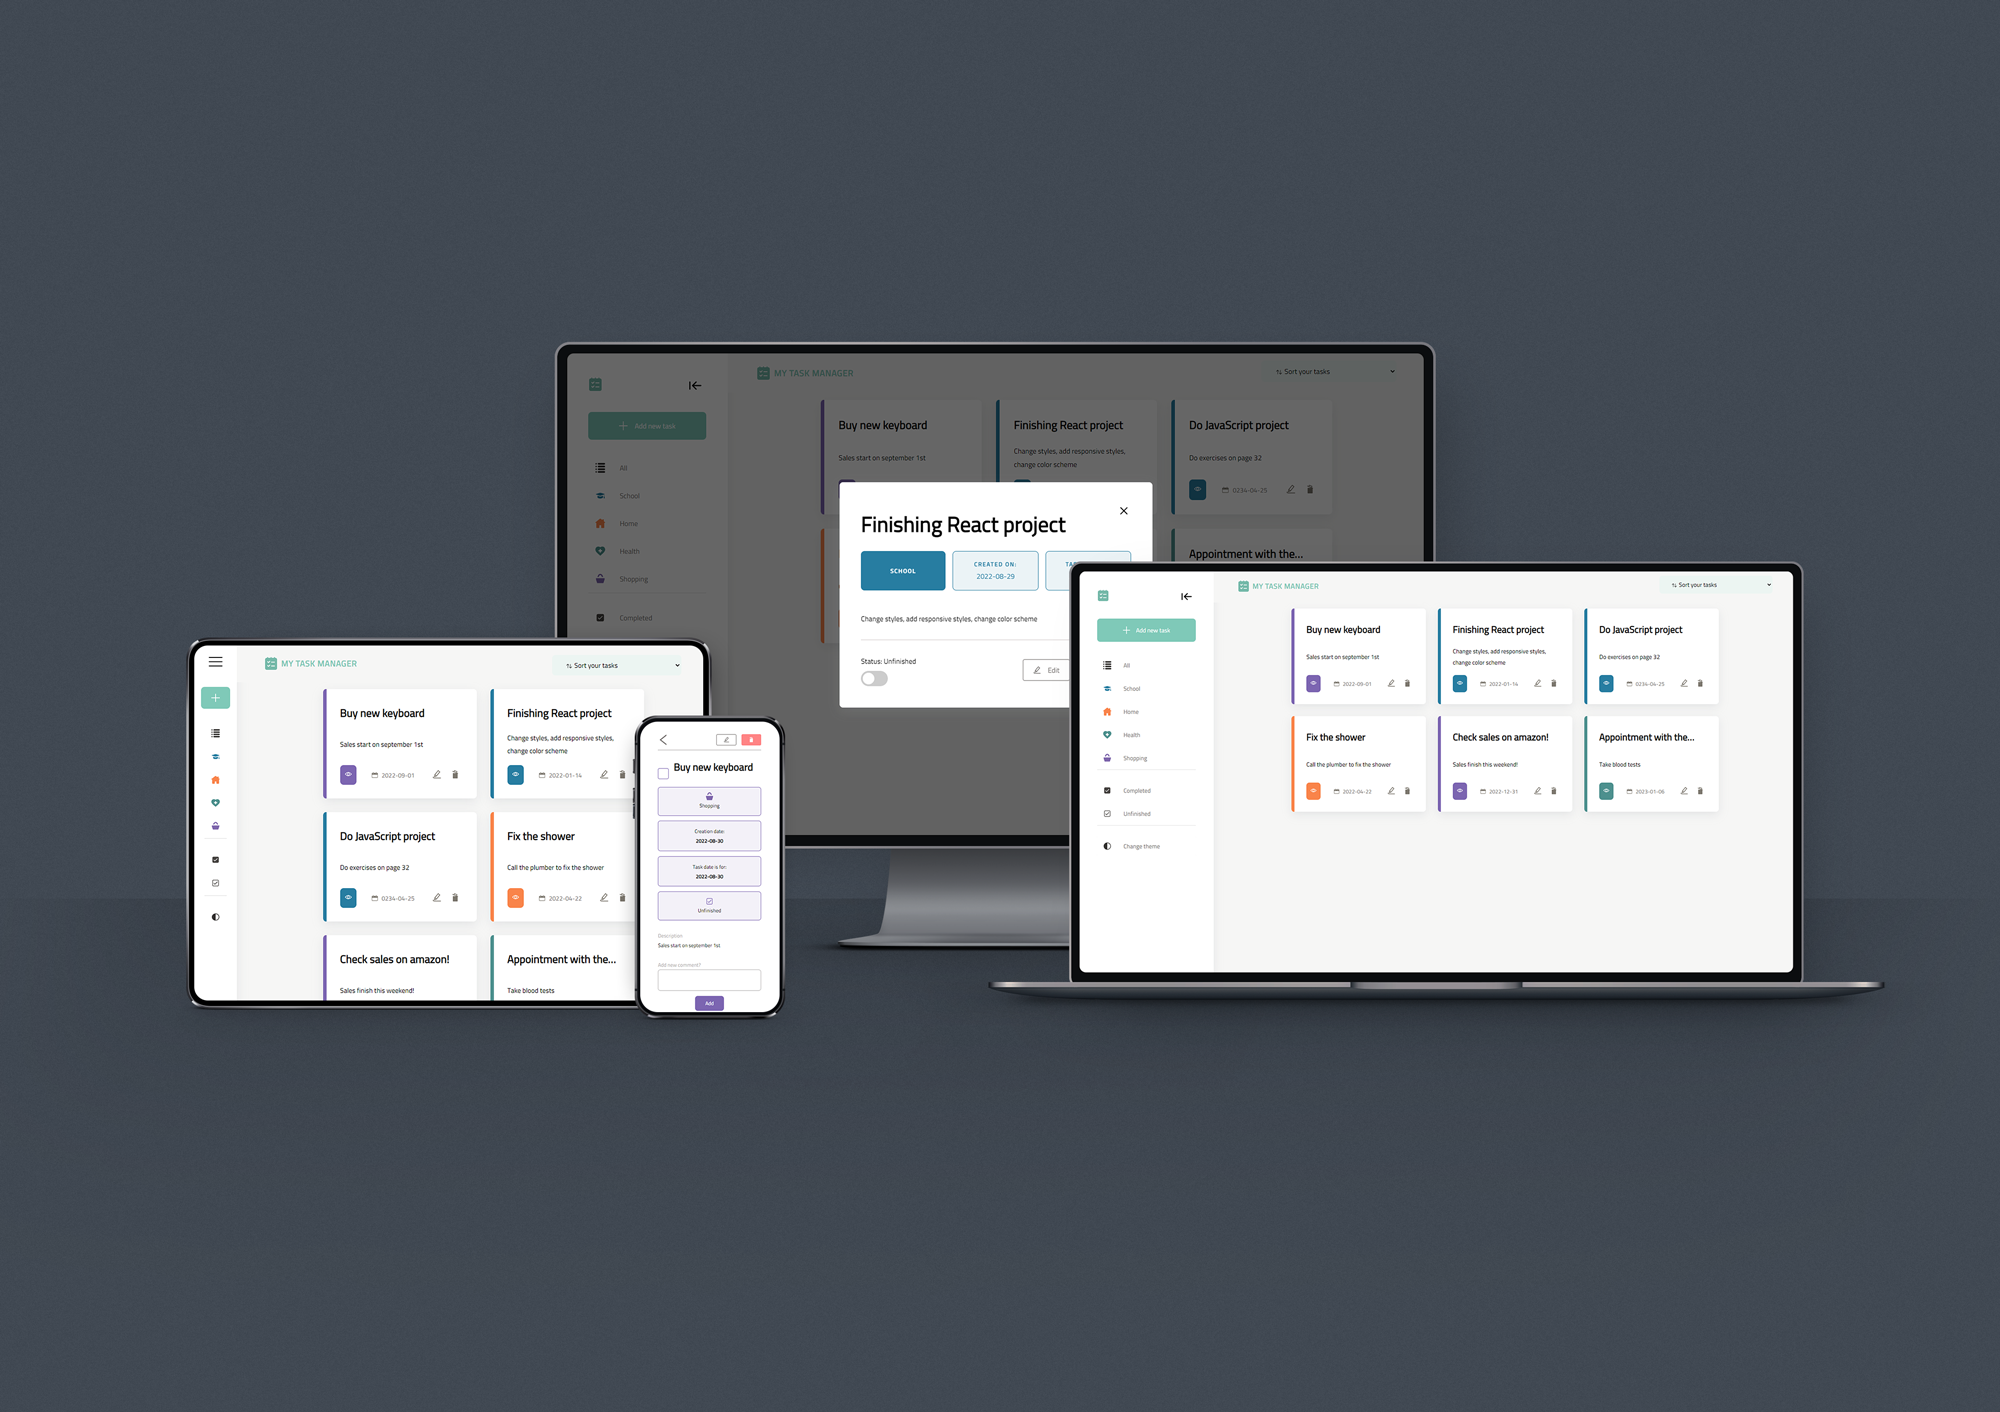 MY TASK MANAGER
Sort your tasks
Add new task
All
School
Home
Health
Shopping
Completed
Buy new keyboard
Sales start on september 1st
Finishing React project
Change styles, add responsive styles,
change color scheme
Do JavaScript project
Do exercises on page 32
0234-04-25
Appointment with the...
Finishing React project
SCHOOL
CREATED ON:
2022-08-29
Change styles, add responsive styles, change color scheme
Status: Unfinished
Edit
MY TASK MANAGER
Sort your tasks
Buy new keyboard
Sales start on september 1st
2022-09-01
Finishing React project
Change styles, add responsive styles,
change color scheme
2022-01-14
Do JavaScript project
Do exercises on page 32
0234-04-25
Fix the shower
Call the plumber to fix the shower
2022-04-22
Check sales on amazon!
Sales finish this weekend!
Appointment with the...
Take blood tests
Buy new keyboard
Shopping
Creation date:
2022-08-30
Task date is for:
2022-08-30
Unfinished
Description
Sales start on september 1st
Add new comment?
Add
MY TASK MANAGER
Sort your tasks
Add new task
All
School
Home
Health
Shopping
Completed
Unfinished
Change theme
Buy new keyboard
Sales start on september 1st
2022-09-01
Finishing React project
Change styles, add responsive styles,
change color scheme
2022-01-14
Do JavaScript project
Do exercises on page 32
0234-04-25
Fix the shower
Call the plumber to fix the shower
2022-04-22
Check sales on amazon!
Sales finish this weekend!
2022-12-31
Appointment with the...
Take blood tests
2023-01-06